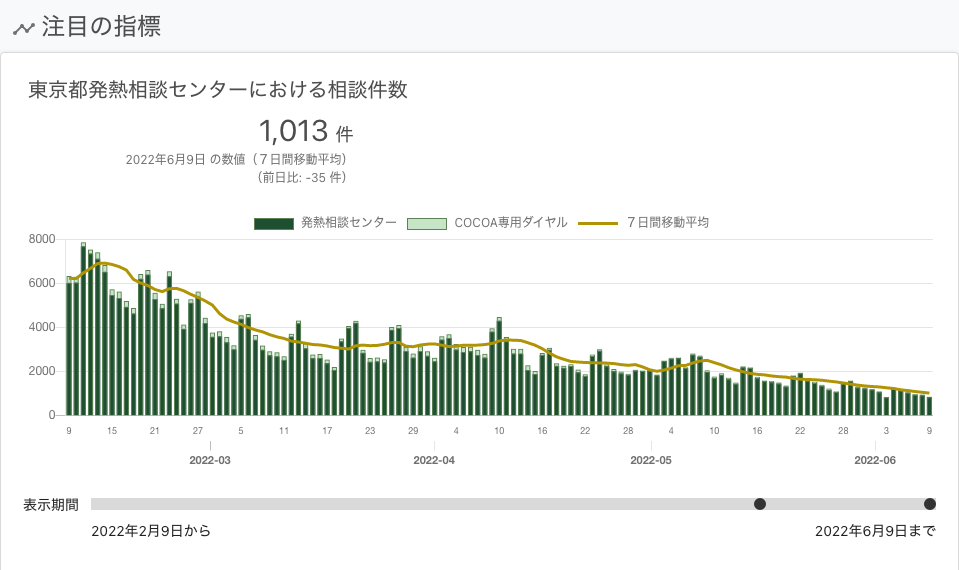 注目の指標
東京都発熱相談センターにおける相談件数
1,013 件
2022年6月9日 の数値（７日間移動平均）
（前日比: -35 件）
発熱相談センター COCOA専用ダイヤル ７日間移動平均
8000
6000
4000
2000
0
9 15 21 27 5 11 17 23 29 4 10 16 22 28 4 10 16 22 28 3 9
2022-03 2022-04 2022-05 2022-06
表示期間
2022年2月9日から 2022年6月9日まで